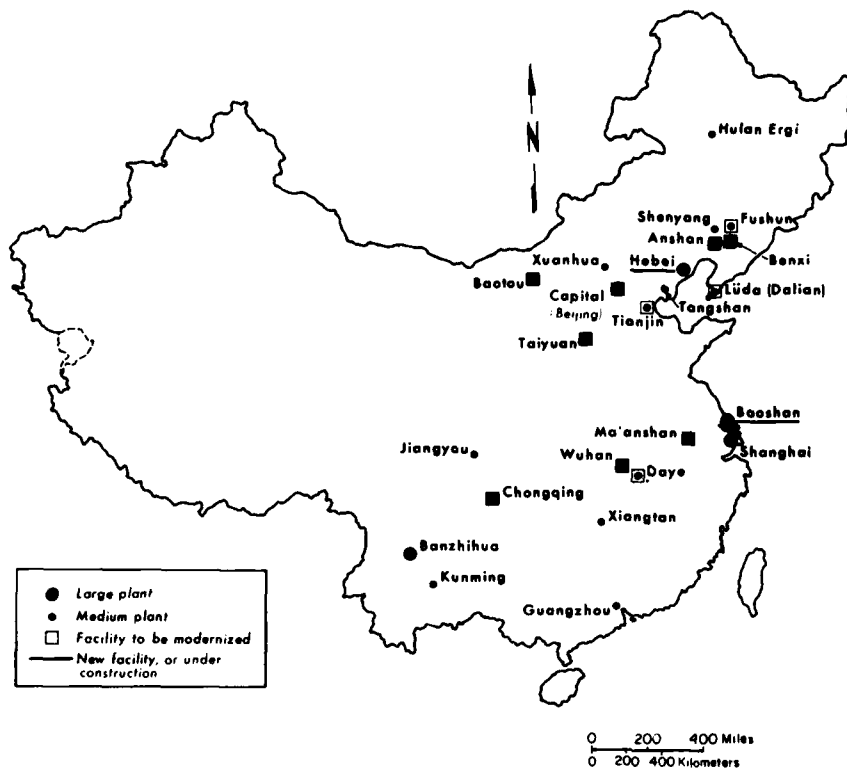 N
Hulan Ergi
Shenyang
Fushun
Anshan
Benxi
Xuanhua
Hebei
Baotou
Capital
(Beijing)
Lüda (Dalian)
Tangshan
Tianjin
Taiyuan
Baoshan
Ma'anshan
Shanghai
Jiangyou
Wuhan
Daye
Chongqing
Xiangtan
Banzhihua
Kunming
Guangzhou
Large plant
Medium plant
Facility to be modernized
New facility, or under
construction
0 200 400 Miles
0 200 400 Kilometers